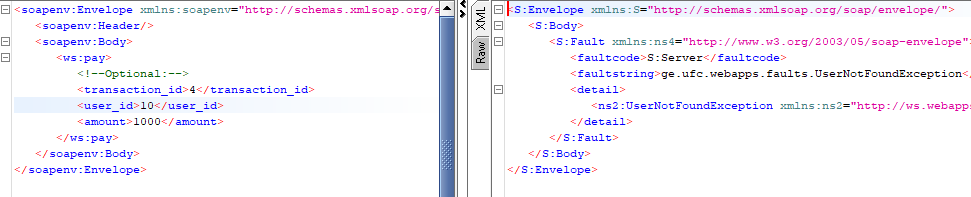 <soapenv:Envelope xmlns:soapenv="http://schemas.xmlsoap.org/s
<soapenv:Header/>
<soapenv:Body>
<ws:pay>
<!--Optional:-->
<transaction_id>4</transaction_id>
<user_id>10</user_id>
<amount>1000</amount>
</ws:pay>
</soapenv:Body>
</soapenv:Envelope>
XML
Raw
<S:Envelope xmlns:S="http://schemas.xmlsoap.org/soap/envelope/">
<S:Body>
<S:Fault xmlns:ns4="http://www.w3.org/2003/05/soap-envelope"
<faultcode>S:Server</faultcode>
<faultstring>ge.ufc.webapps.faults.UserNotFoundException</
<detail>
<ns2:UserNotFoundException xmlns:ns2="http://ws.webapps
</detail>
</S:Fault>
</S:Body>
</S:Envelope>